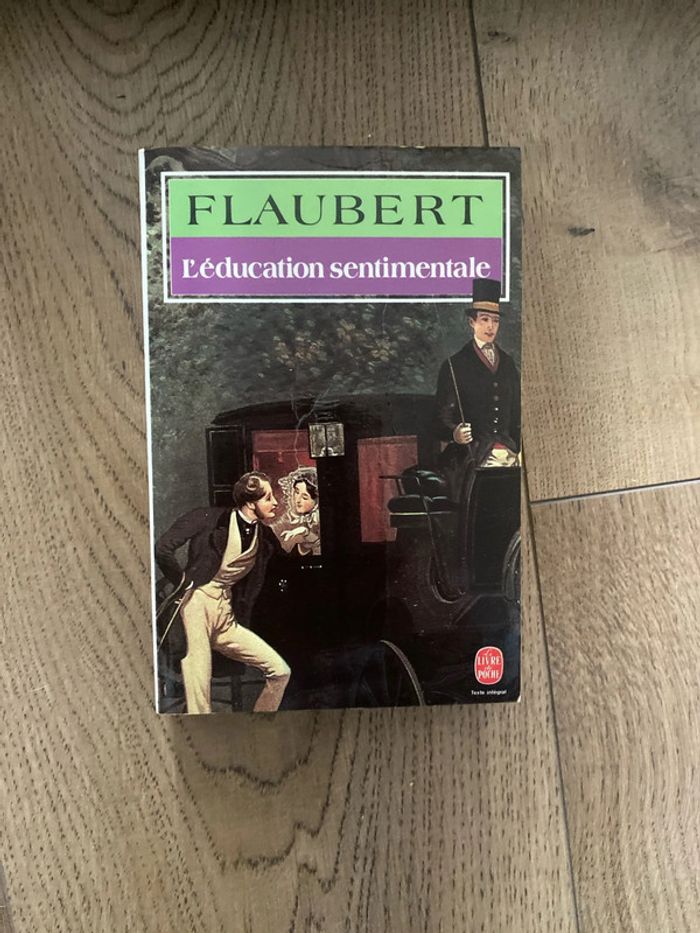 FLAUBERT
L'éducation sentimentale
Le
LIVRE
de
POCHE
Texte intégral